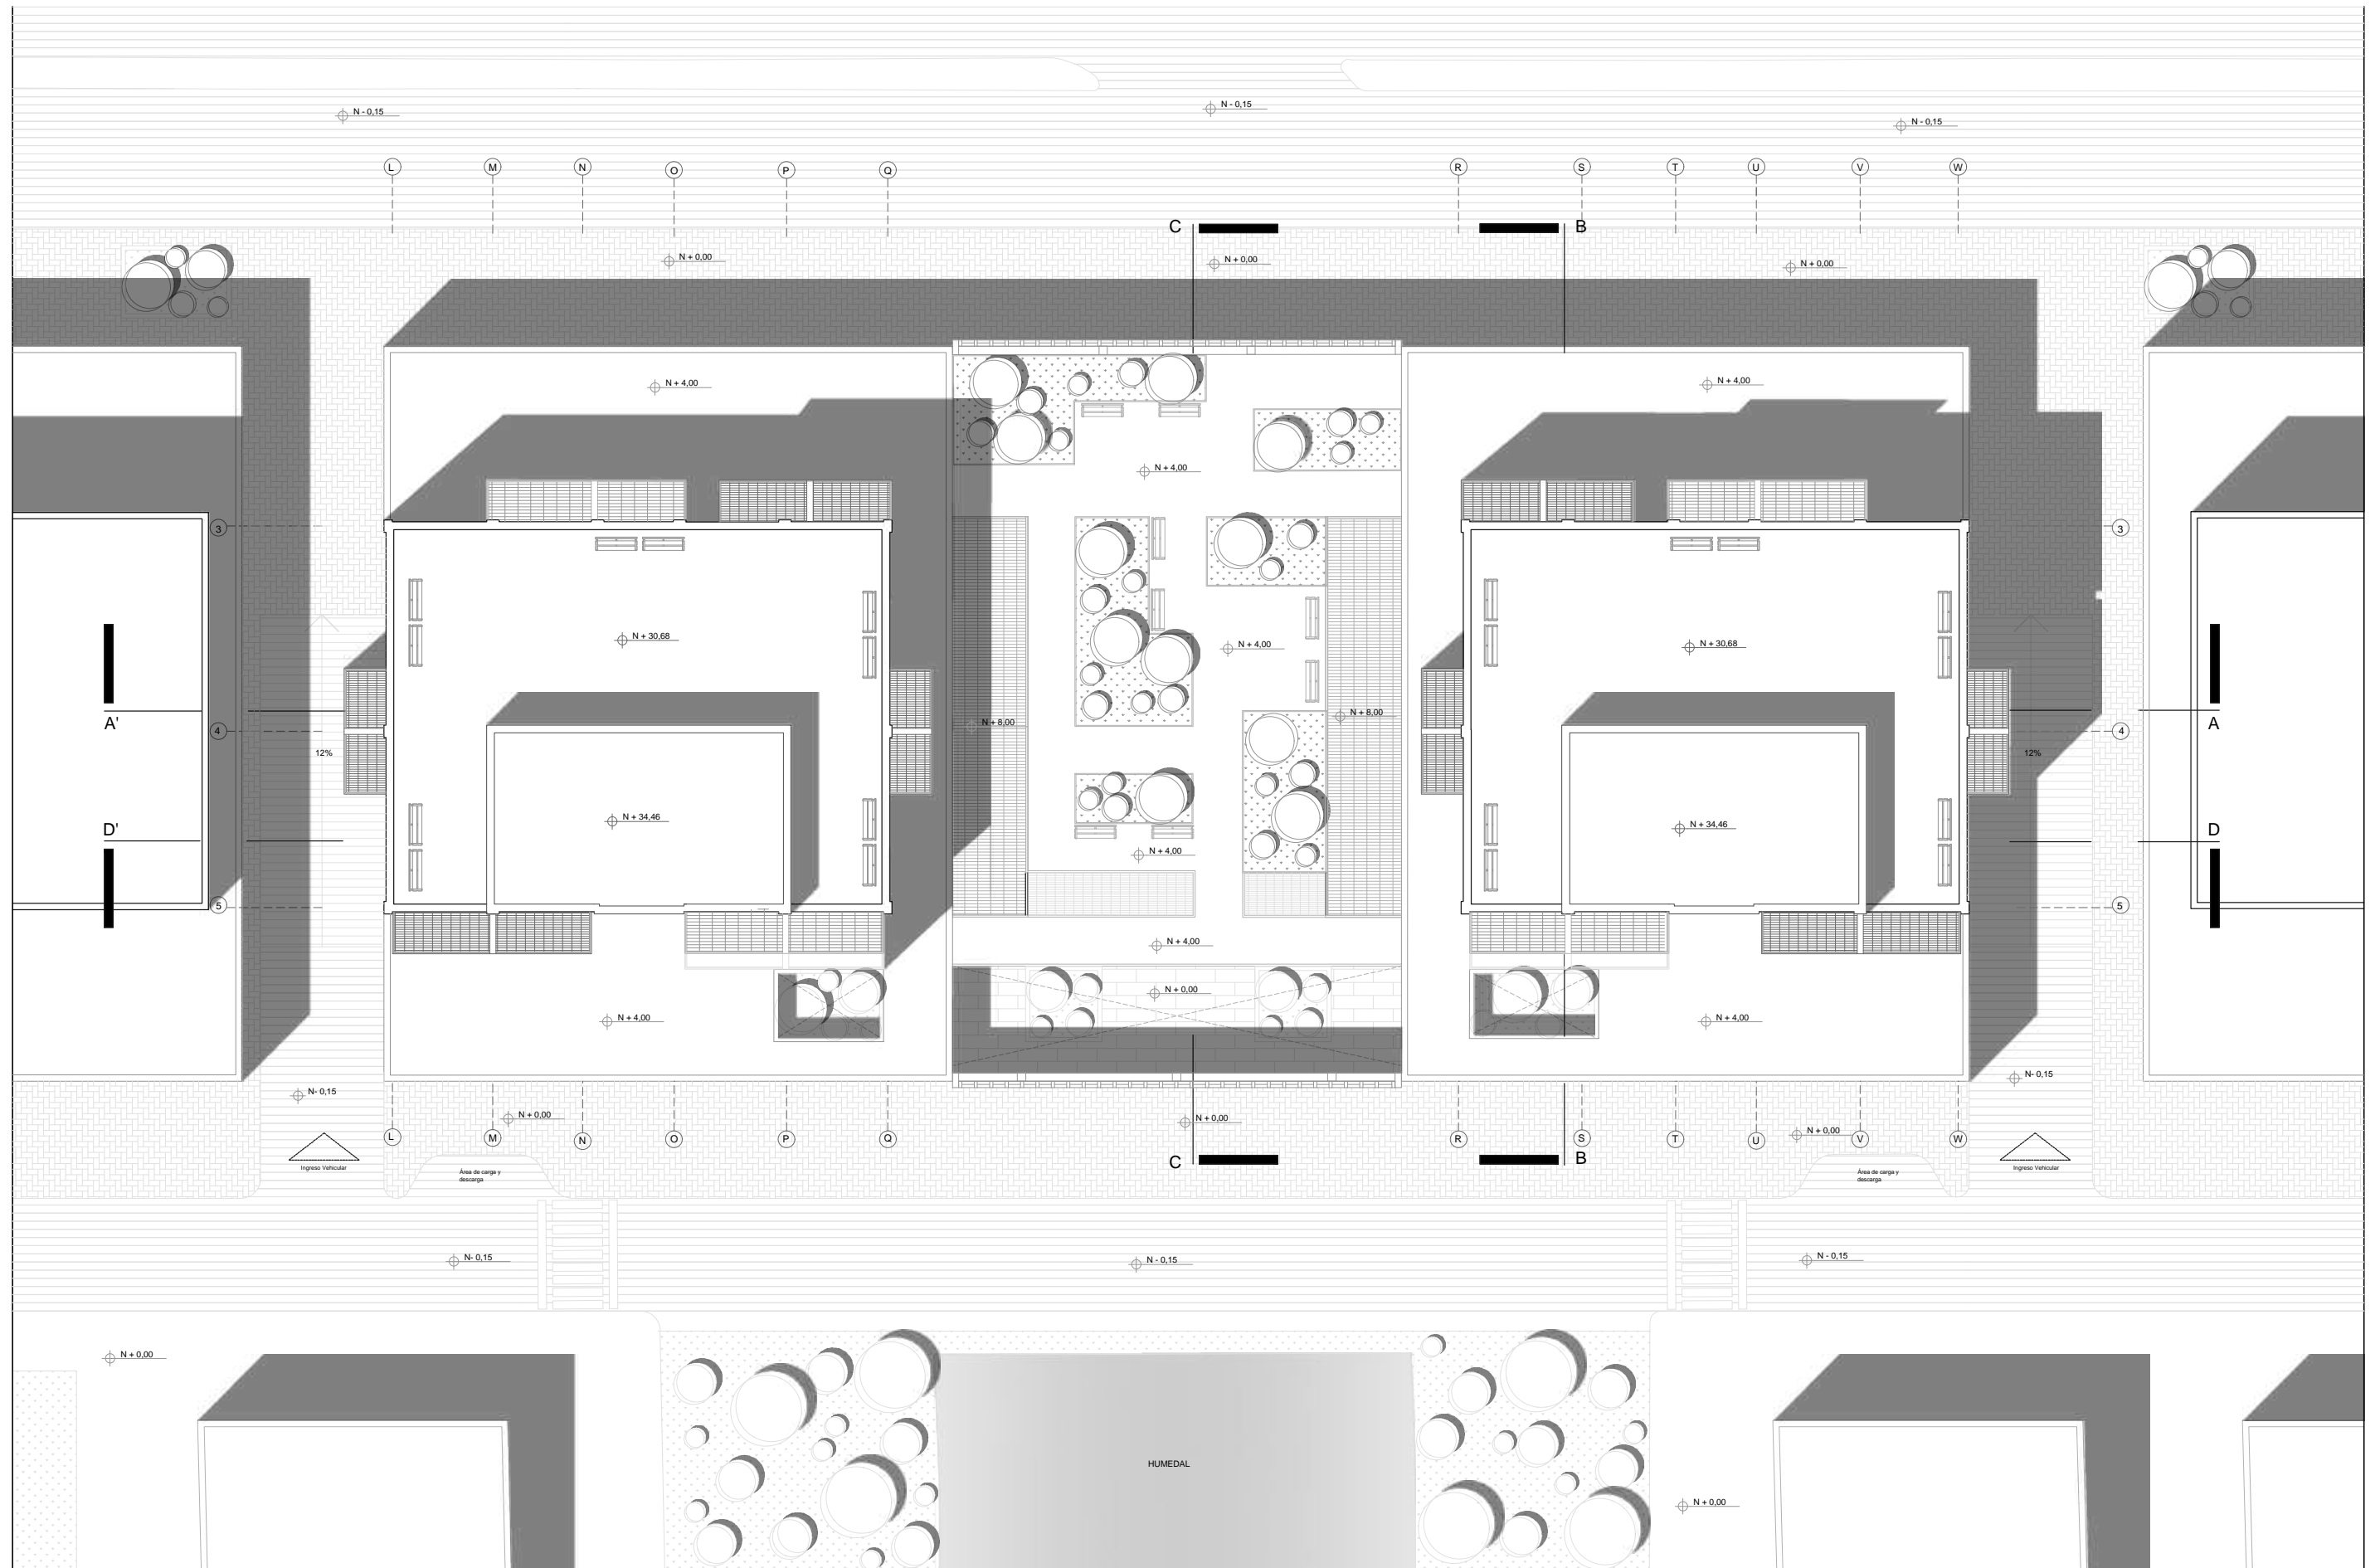 N - 0,15
N - 0,15
N - 0,15
L
M
N
O
P
Q
R
S
T
U
V
W
C
B
N + 0,00
N + 0,00
N + 0,00
N + 4,00
N + 4,00
N + 4,00
3
3
N + 30,68
N + 4,00
N + 30,68
N + 8,00
N + 8,00
A'
4
12%
12%
4
A
N + 34,46
N + 34,46
D'
D
N + 4,00
5
5
N + 4,00
N + 0,00
N + 4,00
N + 4,00
N- 0,15
N- 0,15
N + 0,00
N + 0,00
N + 0,00
L
M
N
O
P
Q
R
S
T
U
V
W
C
B
Ingreso Vehicular
Área de carga y
descarga
Área de carga y
descarga
Ingreso Vehicular
N- 0,15
N - 0,15
N - 0,15
N + 0,00
HUMEDAL
N + 0,00